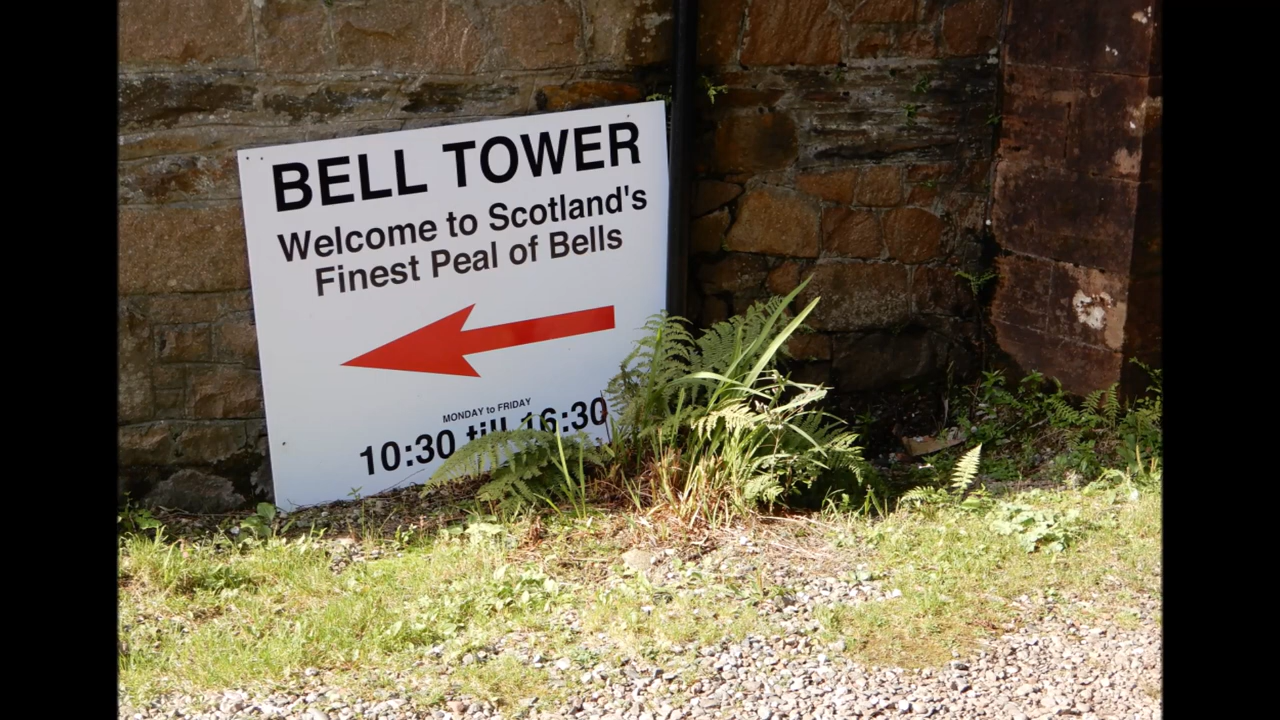 BELL TOWER
Welcome to Scotland's
Finest Peal of Bells
MONDAY to FRIDAY
10:30 till 16:30